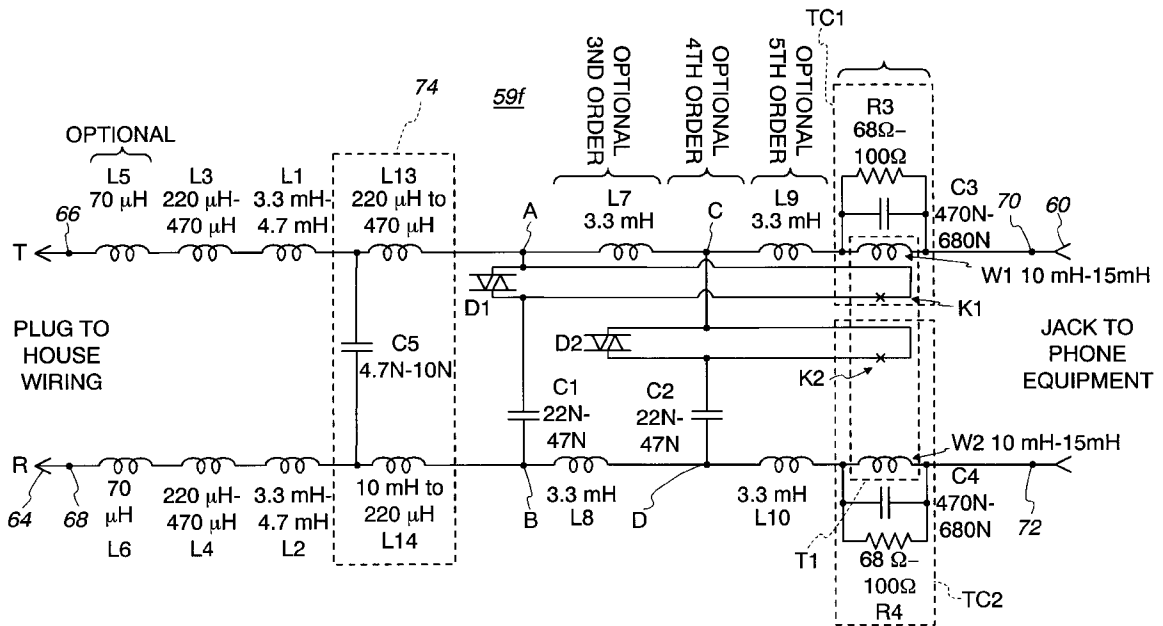 TC1
74
59f
OPTIONAL
3ND ORDER
OPTIONAL
4TH ORDER
OPTIONAL
5TH ORDER
R3
68Ω–
100Ω
OPTIONAL
L5
70 μH
L3
220 μH-
470 μH
L1
3.3 mH-
4.7 mH
L13
220 μH to
470 μH
L7
3.3 mH
L9
3.3 mH
C3
470N-
680N
66
A
C
70
60
T
W1 10 mH-15mH
D1
K1
PLUG TO
HOUSE
WIRING
C5
4.7N-10N
D2
K2
JACK TO
PHONE
EQUIPMENT
C1
22N-
47N
C2
22N-
47N
W2 10 mH-15mH
R
64
68
70
μH
L6
220 μH-
470 μH
L4
3.3 mH-
4.7 mH
L2
10 mH to
220 μH
L14
B
3.3 mH
L8
D
3.3 mH
L10
C4
470N-
680N
72
T1
68 Ω–
100Ω
R4
TC2